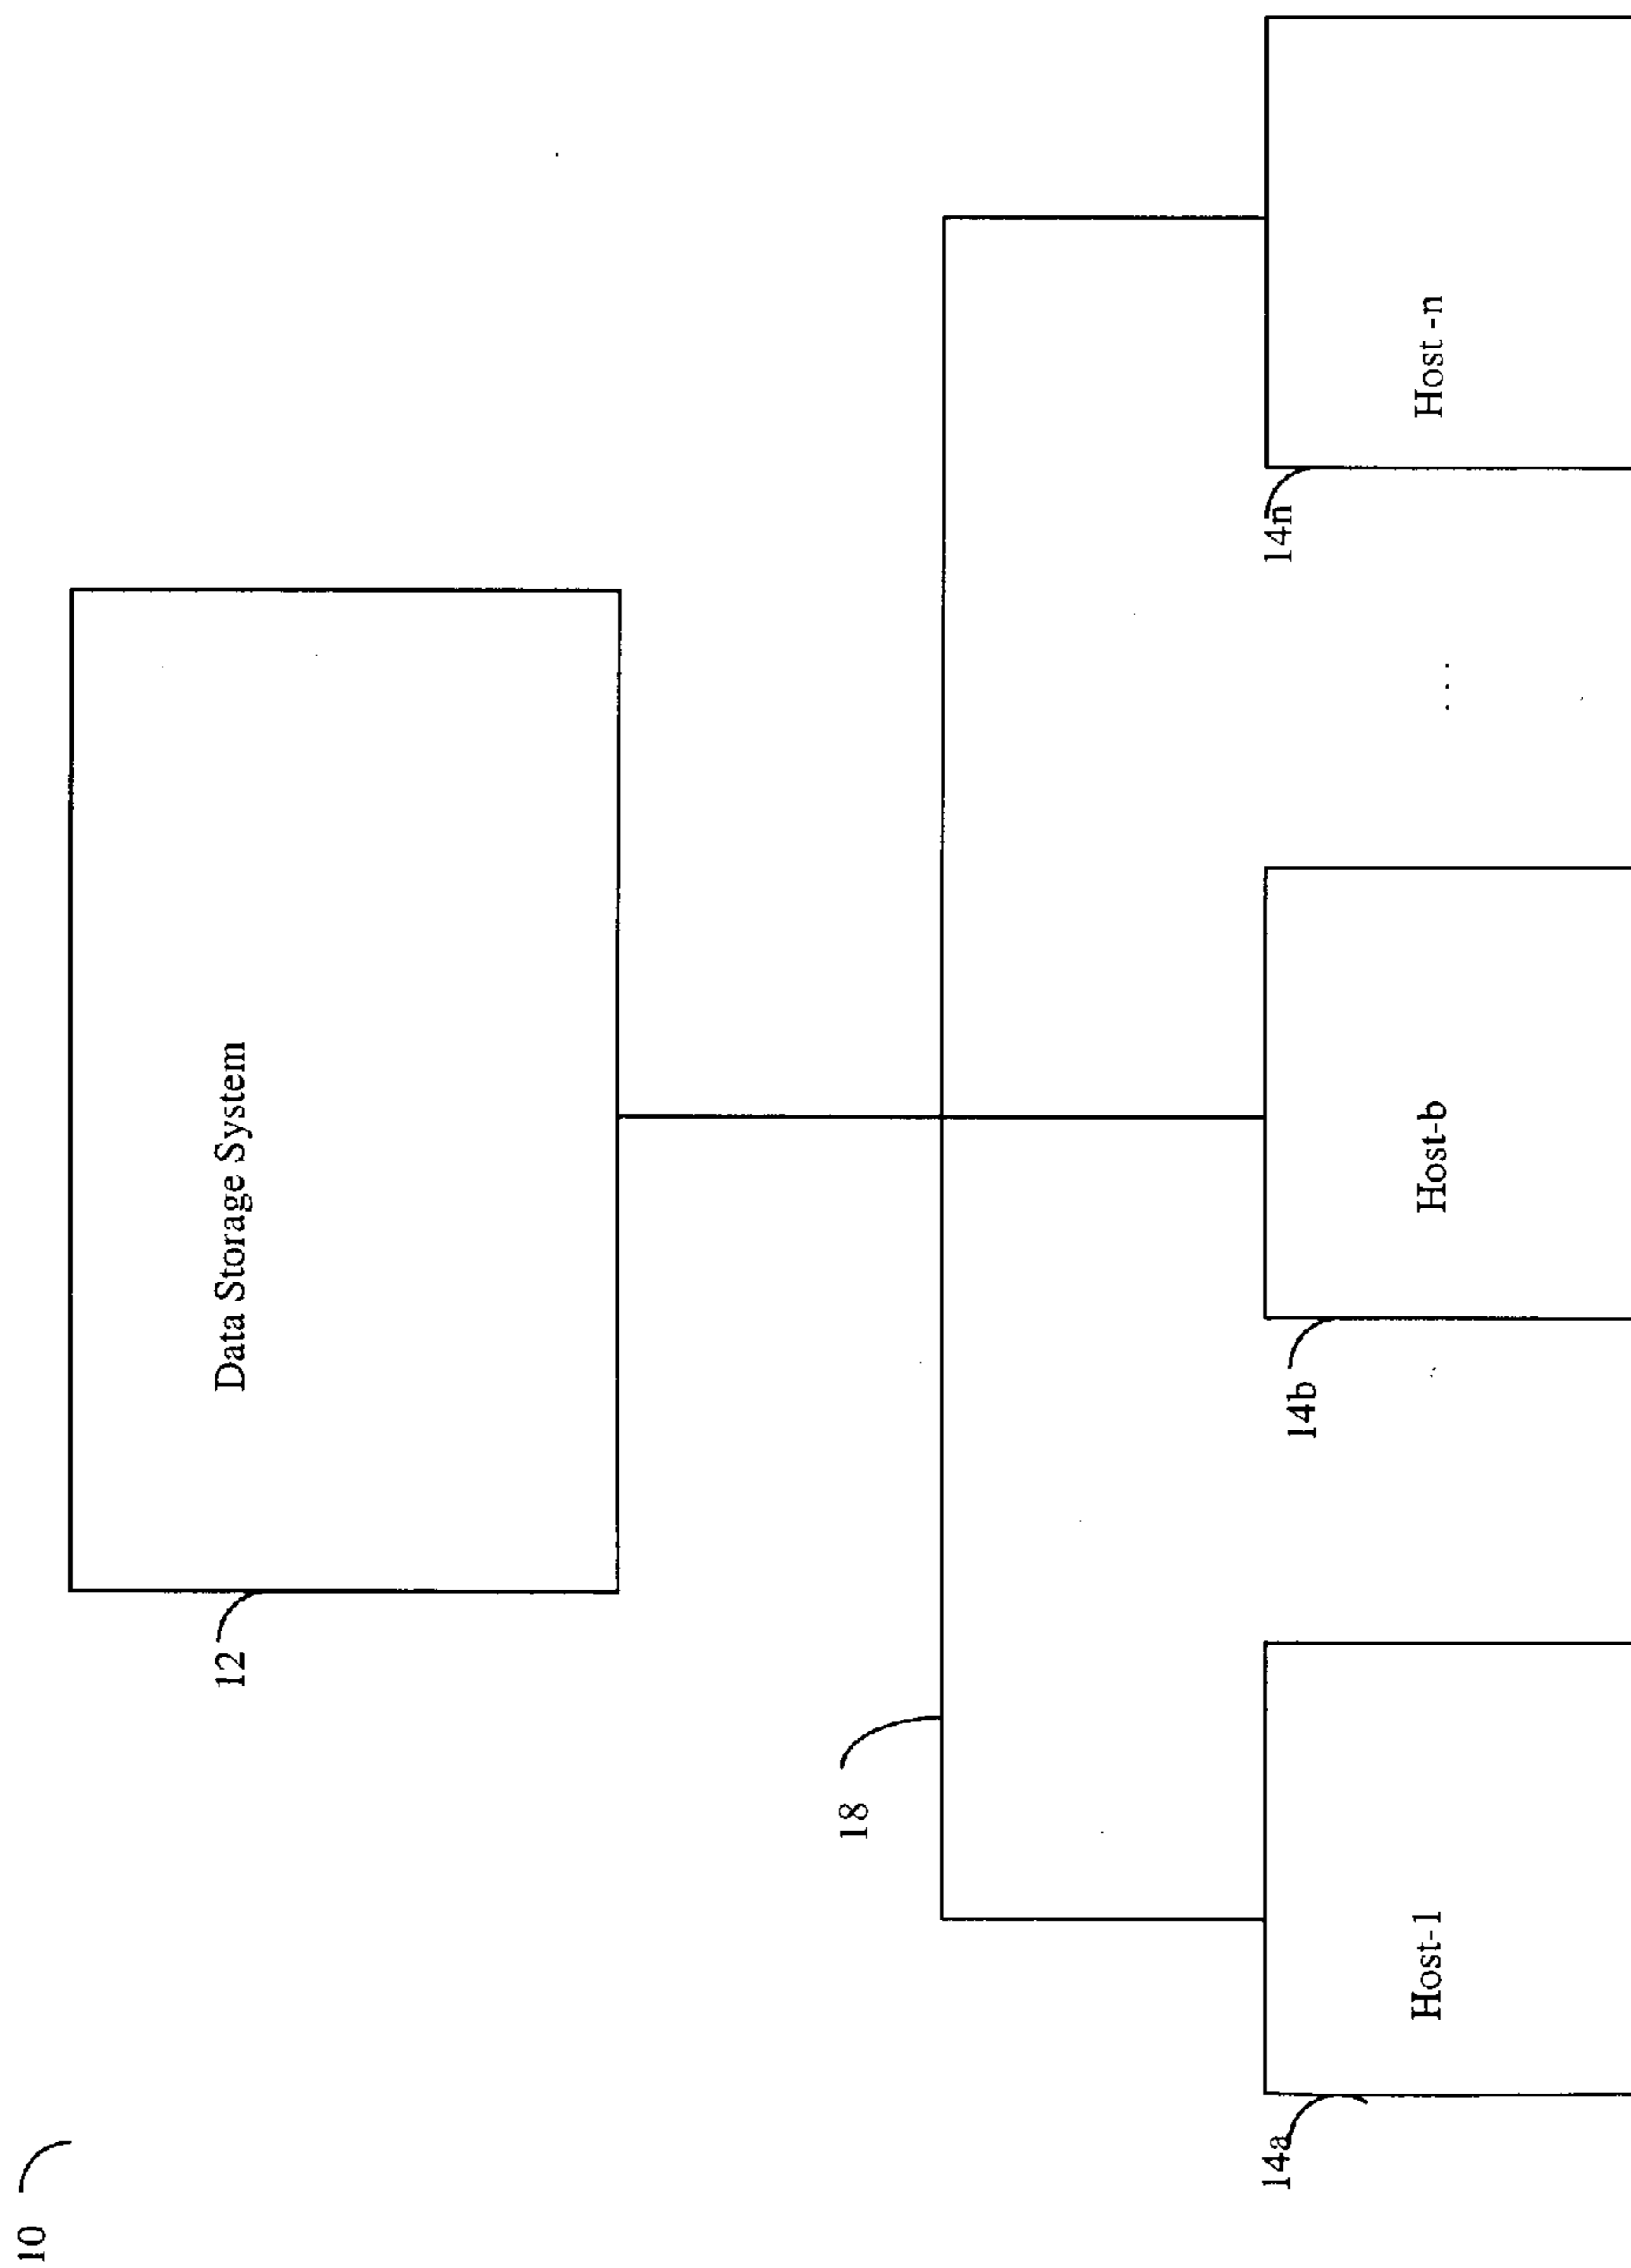 10
12
Data Storage System
18
14a
Host-1
14b
Host-b
. . .
14n
Host -n